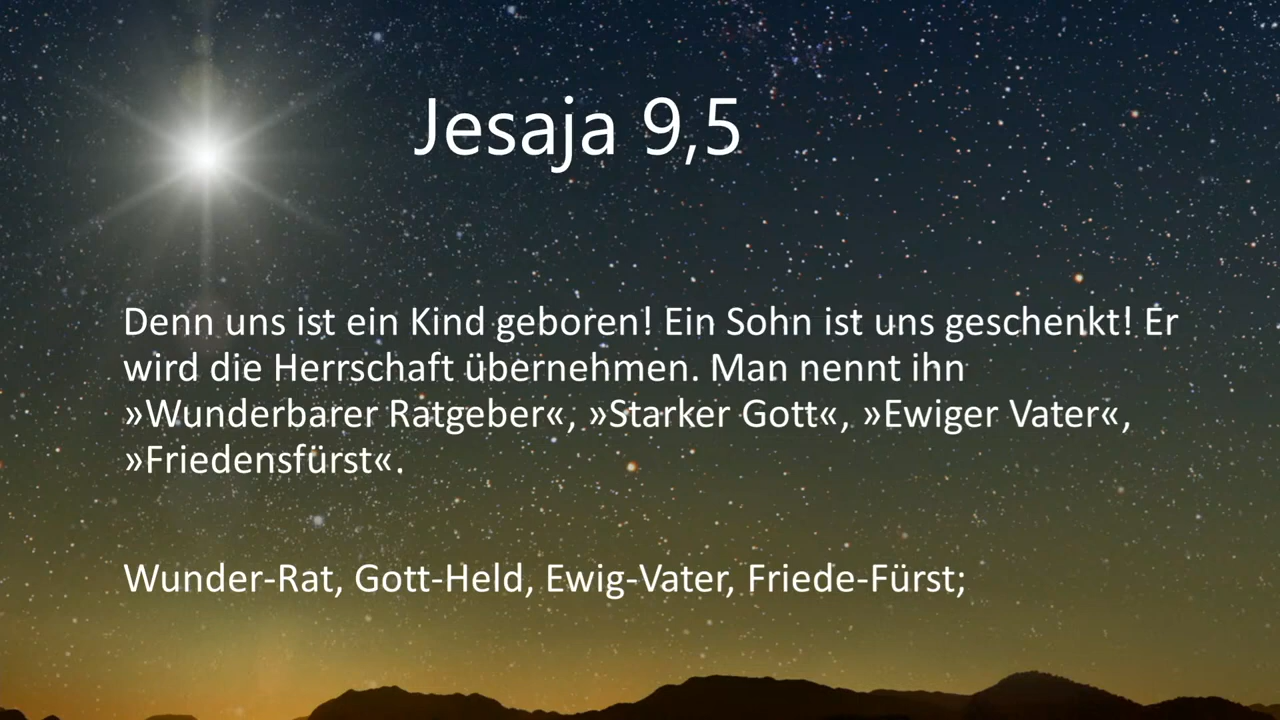 Jesaja 9,5
Denn uns ist ein Kind geboren! Ein Sohn ist uns geschenkt! Er
wird die Herrschaft übernehmen. Man nennt ihn
»Wunderbarer Ratgeber«, »Starker Gott«, »Ewiger Vater«,
»Friedensfürst«.
Wunder-Rat, Gott-Held, Ewig-Vater, Friede-Fürst;